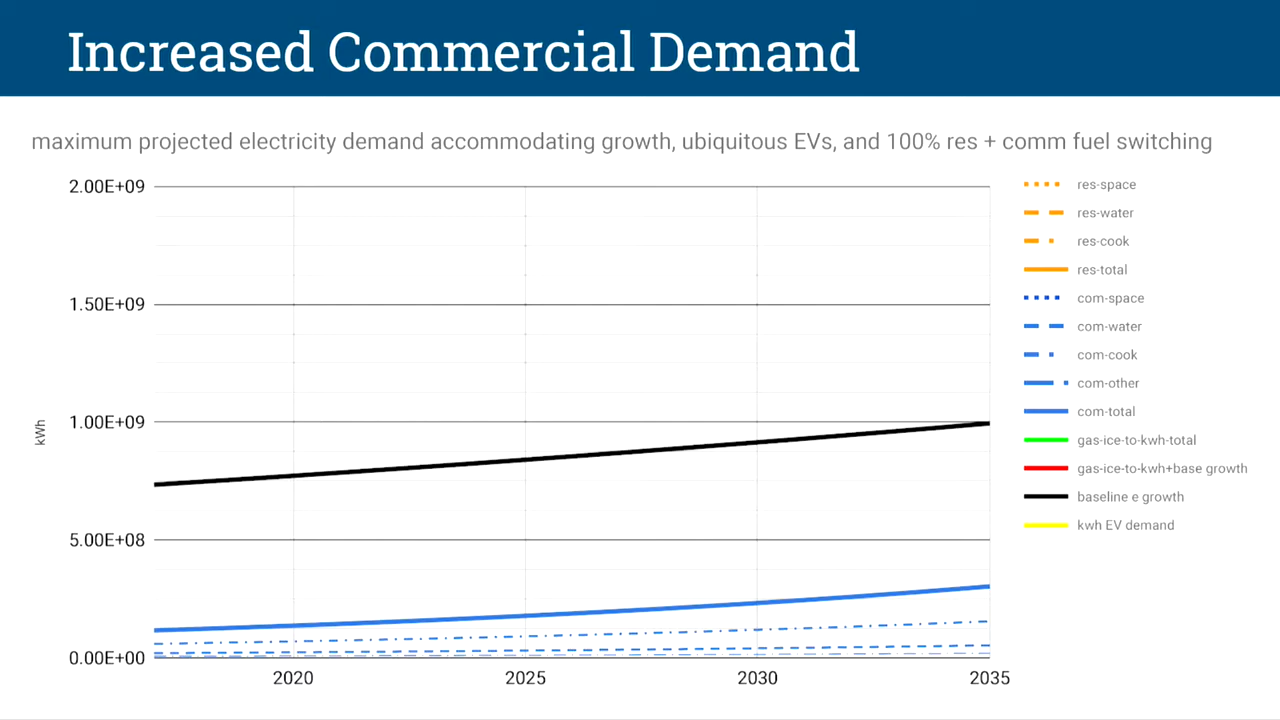 Increased Commercial Demand
maximum projected electricity demand accommodating growth, ubiquitous EVs, and 100% res + comm fuel switching
2.00E+09
1.50E+09
1.00E+09
5.00E+08
0.00E+00
kWh
2020
2025
2030
2035
res-space
res-water
res-cook
res-total
com-space
com-water
com-cook
com-other
com-total
gas-ice-to-kwh-total
gas-ice-to-kwh+base growth
baseline e growth
kwh EV demand